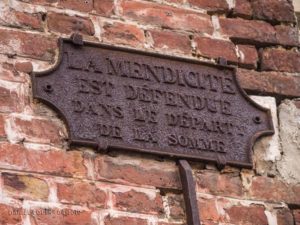 LA MENDICITÉ
EST DÉFENDUE
DANS LE DÉPART.
DE LA SOMME